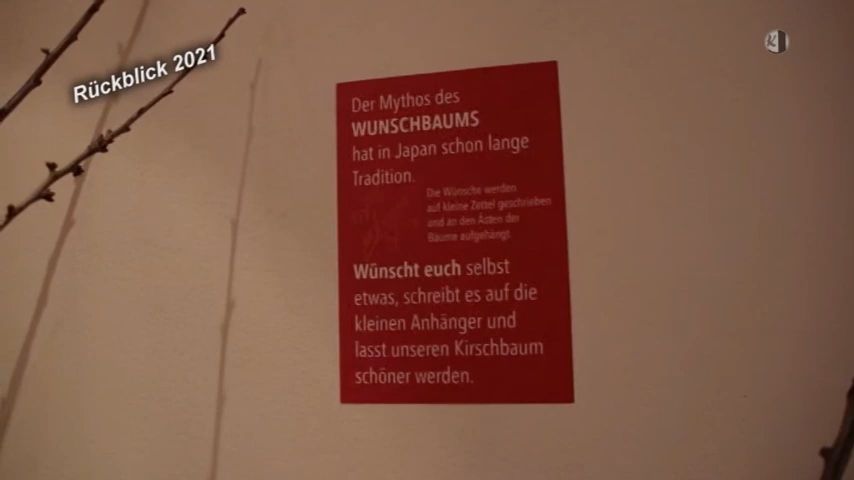 Rückblick 2021
Der Mythos des
WUNSCHBAUMS
hat in Japan schon lange
Tradition.
Die Wünsche werden
auf kleine Zettel geschrieben
und an den Ästen der
Bäume aufgehängt
Wünscht euch selbst
etwas, schreibt es auf die
kleinen Anhänger und
lasst unseren Kirschbaum
schöner werden.